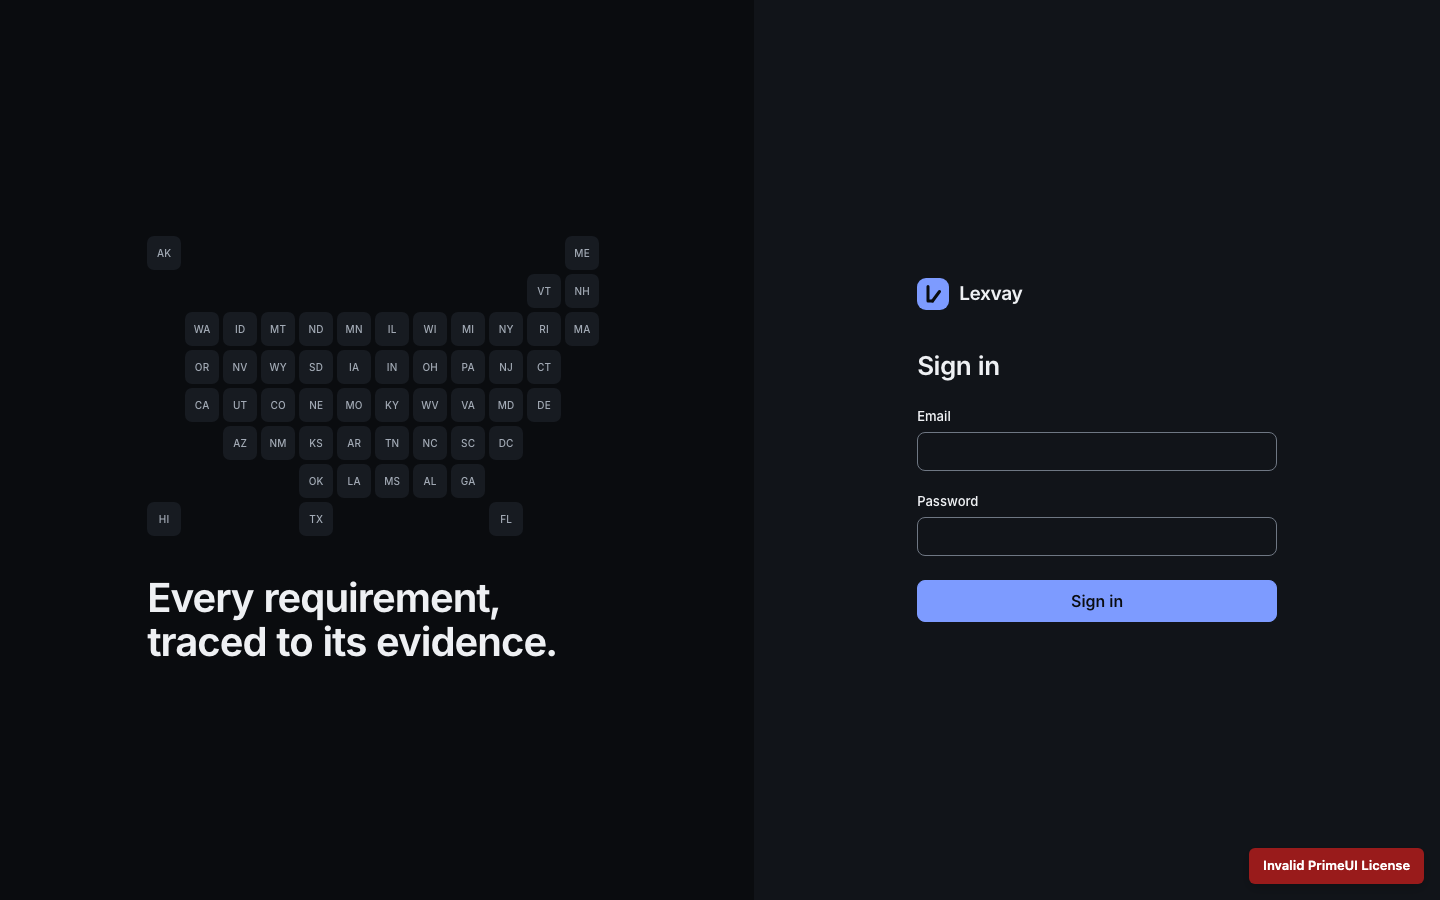 AK ME
VT NH
WA ID MT ND MN IL WI MI NY RI MA
OR NV WY SD IA IN OH PA NJ CT
CA UT CO NE MO KY WV VA MD DE
AZ NM KS AR TN NC SC DC
OK LA MS AL GA
HI TX FL
Every requirement,
traced to its evidence.
Lexvay
Sign in
Email
Password
Sign in
Invalid PrimeUI License